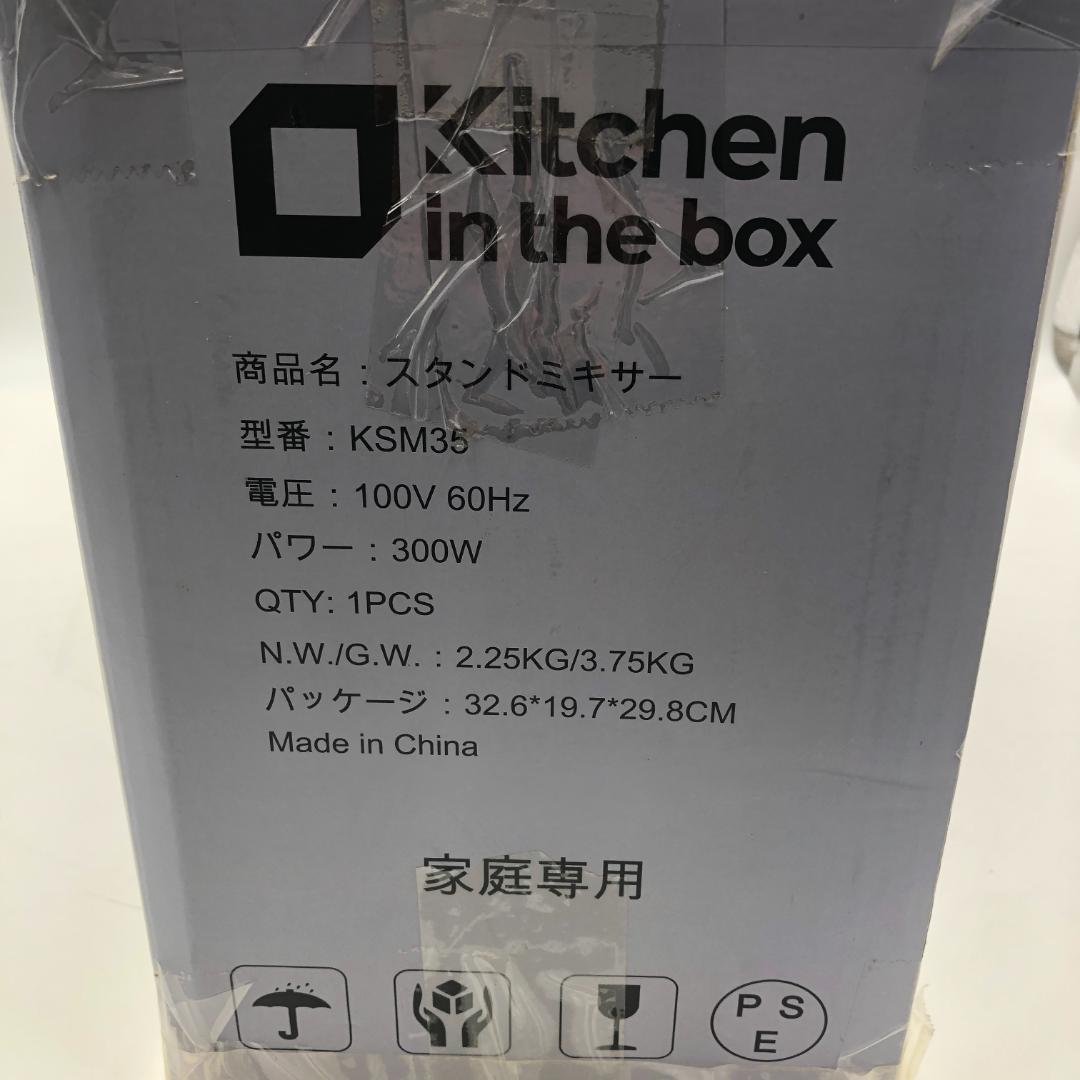 Kitchen
in the box
商品名：スタンドミキサー
型番：KSM35
電圧：100V 60Hz
パワー：300W
QTY: 1PCS
N.W./G.W.：2.25KG/3.75KG
パッケージ：32.6*19.7*29.8CM
Made in China
家庭専用
P S
E